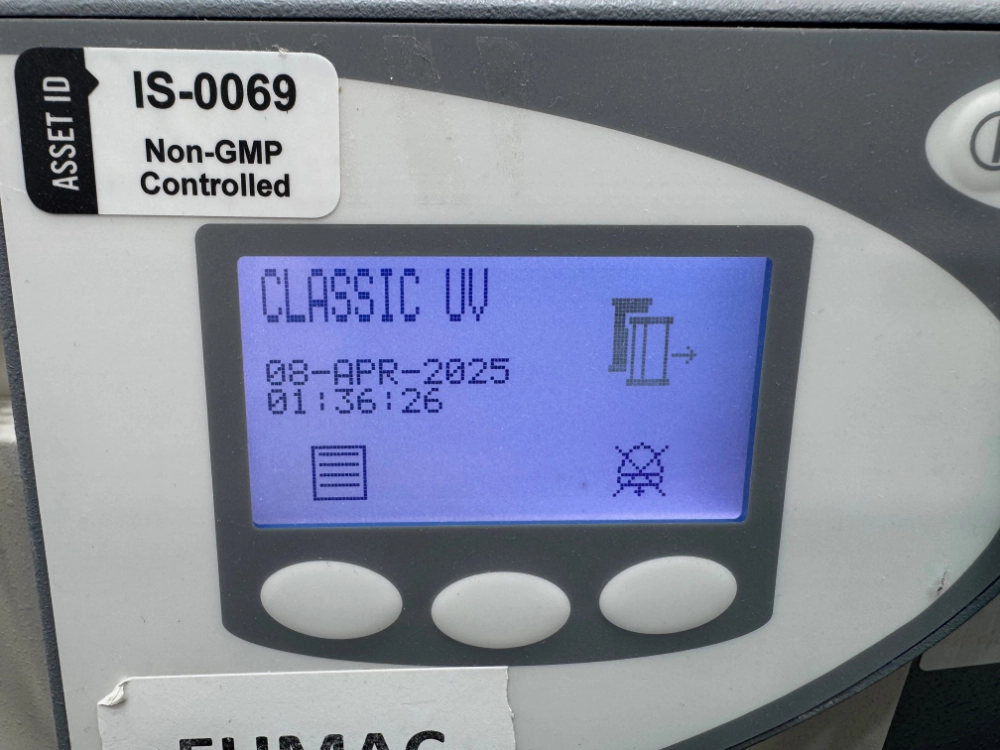 ASSET ID
IS-0069
Non-GMP
Controlled
CLASSIC UV
08-APR-2025
01:36:26